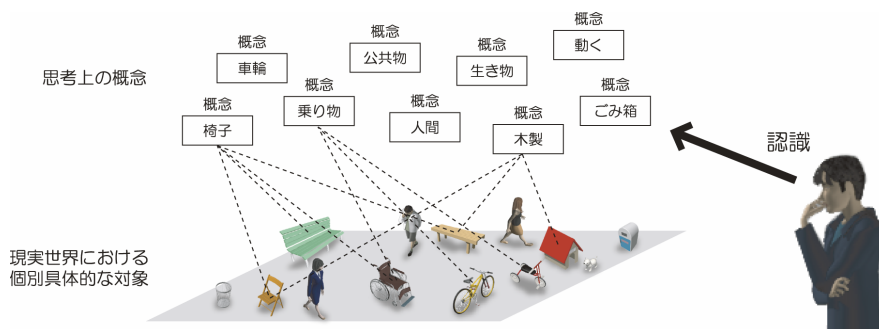 概念
動く
概念
公共物
概念
車輪
概念
生き物
思考上の概念
概念
乗り物
概念
ごみ箱
概念
椅子
概念
人間
概念
木製
認識
現実世界における
個別具体的な対象